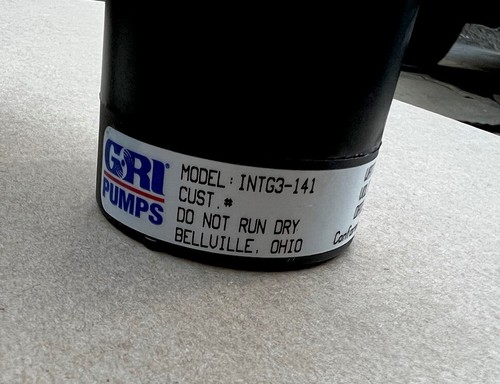 GRI
PUMPS
MODEL: INTG3-141
CUST.#
DO NOT RUN DRY
BELLVILLE, OHIO